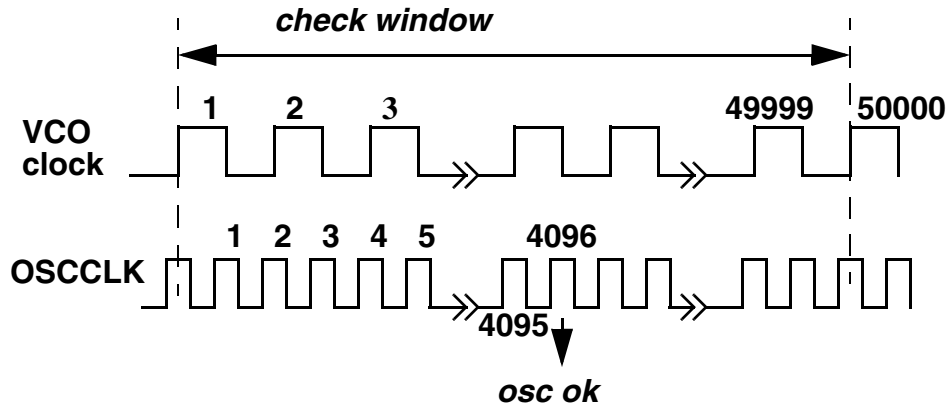 check window
1 2 3 49999 50000
VCO
clock
1 2 3 4 5 4096
OSCCLK
4095
osc ok